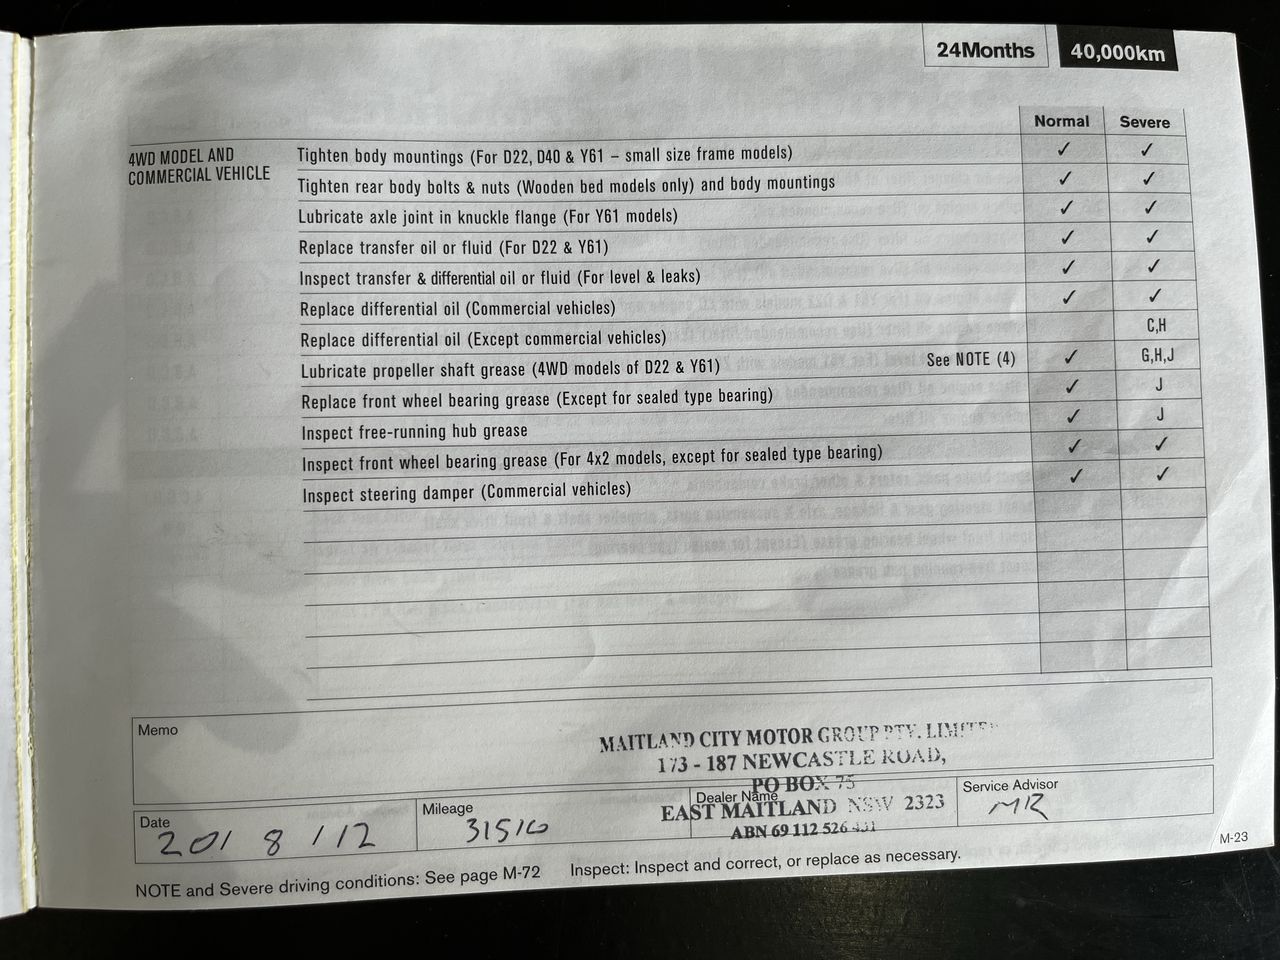 24Months 40,000km
Normal Severe
4WD MODEL AND
COMMERCIAL VEHICLE
Tighten body mountings (For D22, D40 & Y61 – small size frame models) ✓ ✓
Tighten rear body bolts & nuts (Wooden bed models only) and body mountings ✓ ✓
Lubricate axle joint in knuckle flange (For Y61 models) ✓ ✓
Replace transfer oil or fluid (For D22 & Y61) ✓ ✓
Inspect transfer & differential oil or fluid (For level & leaks) ✓ ✓
Replace differential oil (Commercial vehicles) ✓ ✓
Replace differential oil (Except commercial vehicles) C,H
Lubricate propeller shaft grease (4WD models of D22 & Y61) See NOTE (4) ✓ G,H,J
Replace front wheel bearing grease (Except for sealed type bearing) ✓ J
Inspect free-running hub grease ✓ J
Inspect front wheel bearing grease (For 4x2 models, except for sealed type bearing) ✓ ✓
Inspect steering damper (Commercial vehicles) ✓ ✓
Memo
MAITLAND CITY MOTOR GROUP PTY. LIMITE
173 - 187 NEWCASTLE ROAD,
PO BOX 75
EAST MAITLAND NSW 2323
ABN 69 112 526 431
Date
201 8 / 12
Mileage
31516
Dealer Name
Service Advisor
MR
NOTE and Severe driving conditions: See page M-72 Inspect: Inspect and correct, or replace as necessary.
M-23